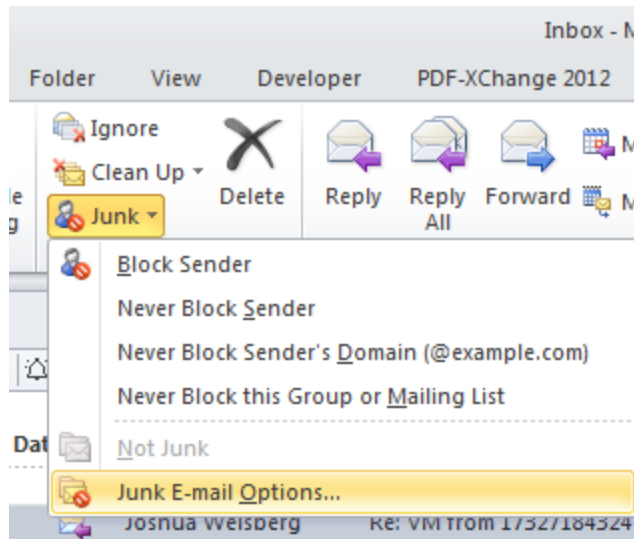 Inbox - M
Folder View Developer PDF-XChange 2012
Ignore
Clean Up
Junk
Delete
Reply
Reply All
Forward
M
M
le
g
Block Sender
Never Block Sender
Never Block Sender's Domain (@example.com)
Never Block this Group or Mailing List
Dat
Not Junk
Junk E-mail Options...
Joshua Weisberg Re: VM from 17327184324